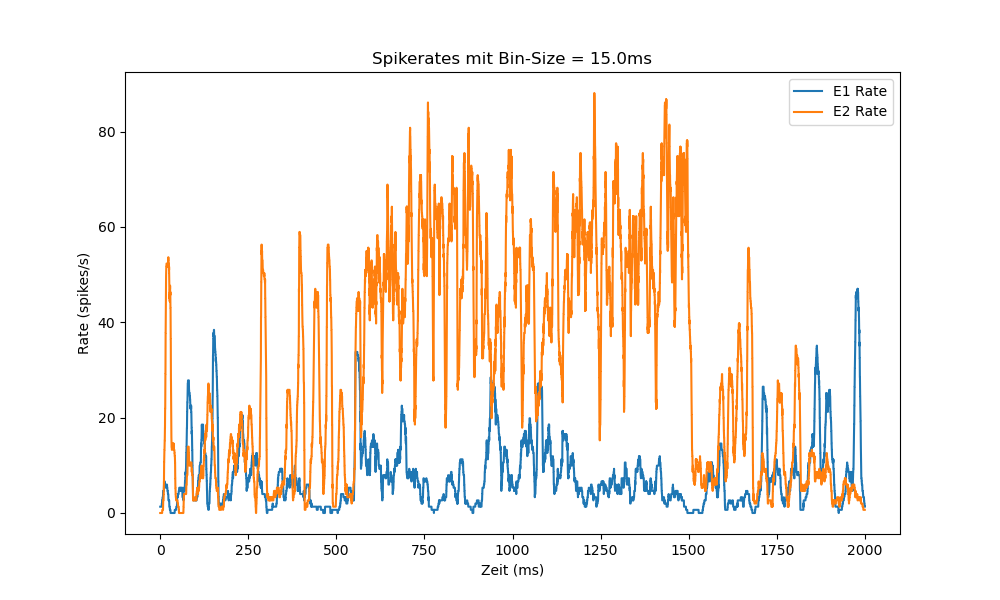 Spikerates mit Bin-Size = 15.0ms
E1 Rate
E2 Rate
Rate (spikes/s)
80
60
40
20
0
0 250 500 750 1000 1250 1500 1750 2000
Zeit (ms)